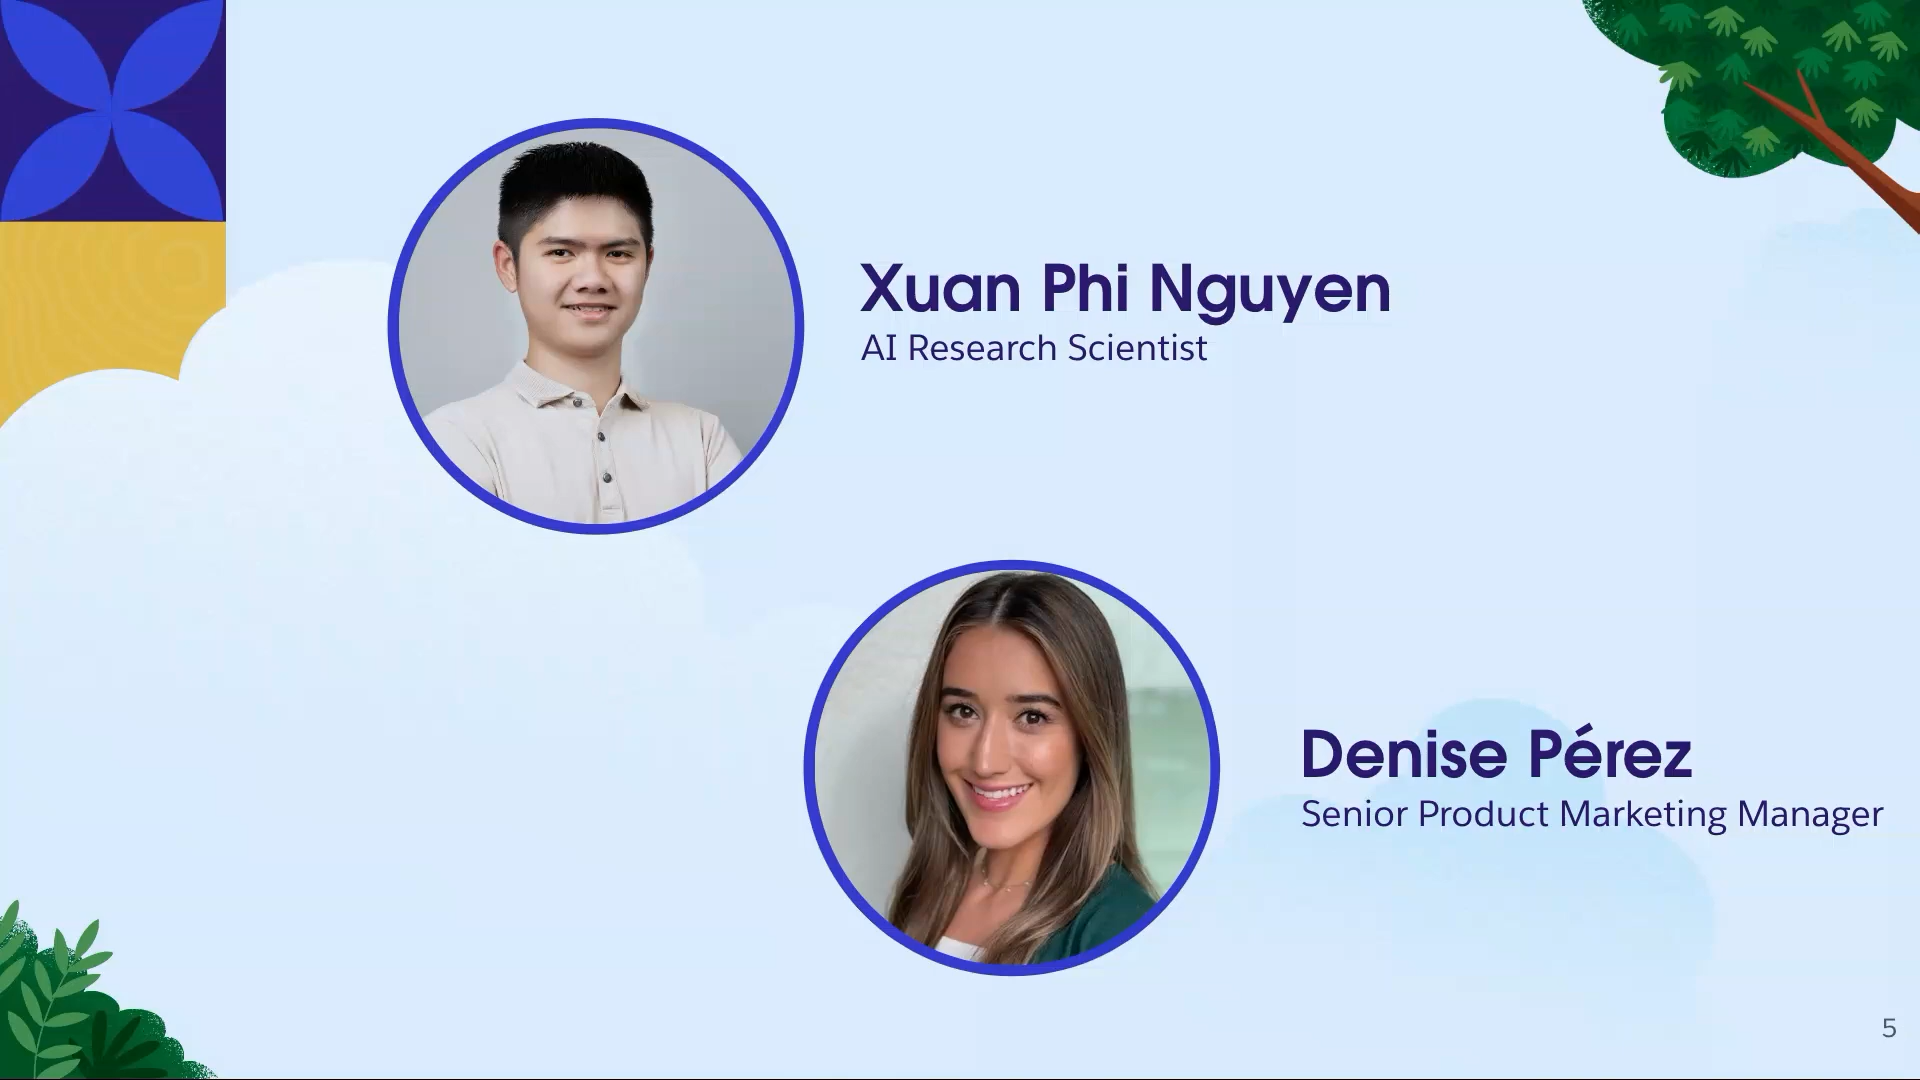 Xuan Phi Nguyen
AI Research Scientist
Denise Pérez
Senior Product Marketing Manager
5